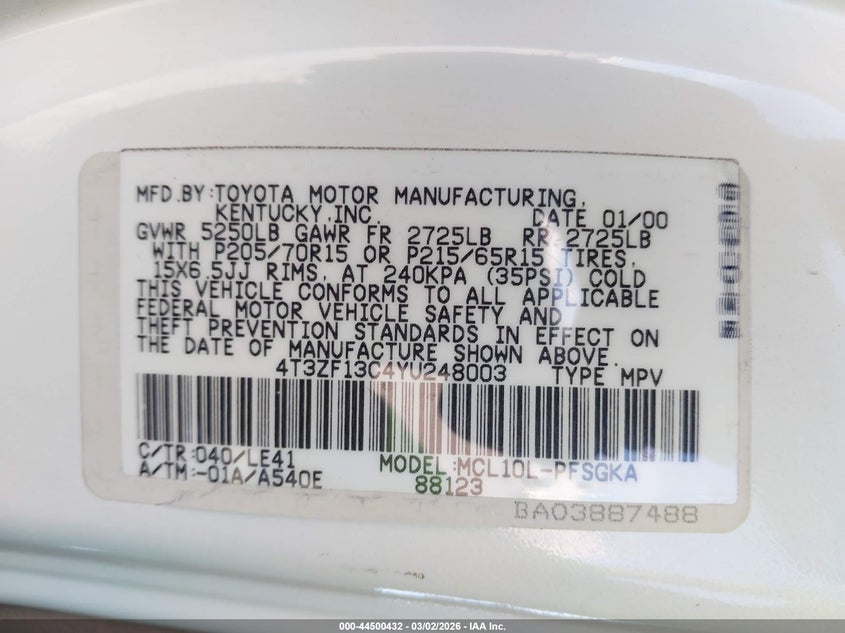 MFD.BY:TOYOTA MOTOR MANUFACTURING,
KENTUCKY,INC. DATE 01/00
GVWR 5250LB GAWR FR 2725LB RR 2725LB
WITH P205/70R15 OR P215/65R15 TIRES,
15X6.5JJ RIMS, AT 240KPA (35PSI) COLD
THIS VEHICLE CONFORMS TO ALL APPLICABLE
FEDERAL MOTOR VEHICLE SAFETY AND
THEFT PREVENTION STANDARDS IN EFFECT ON
THE DATE OF MANUFACTURE SHOWN ABOVE.
4T3ZF13C4YU248003 TYPE MPV
C/TR:040/LE41 MODEL:MCL10L-PFSGKA
A/TM:-01A/A540E 88123
BA03887488
000-44500432 - 03/02/2026 - IAA Inc.